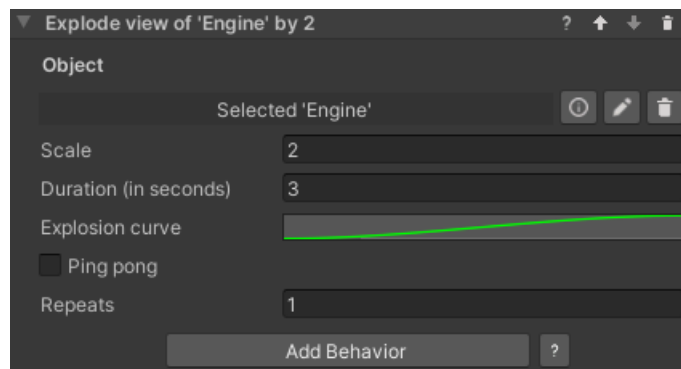 Explode view of 'Engine' by 2 ?
Object
Selected 'Engine'
Scale 2
Duration (in seconds) 3
Explosion curve
Ping pong
Repeats 1
Add Behavior ?